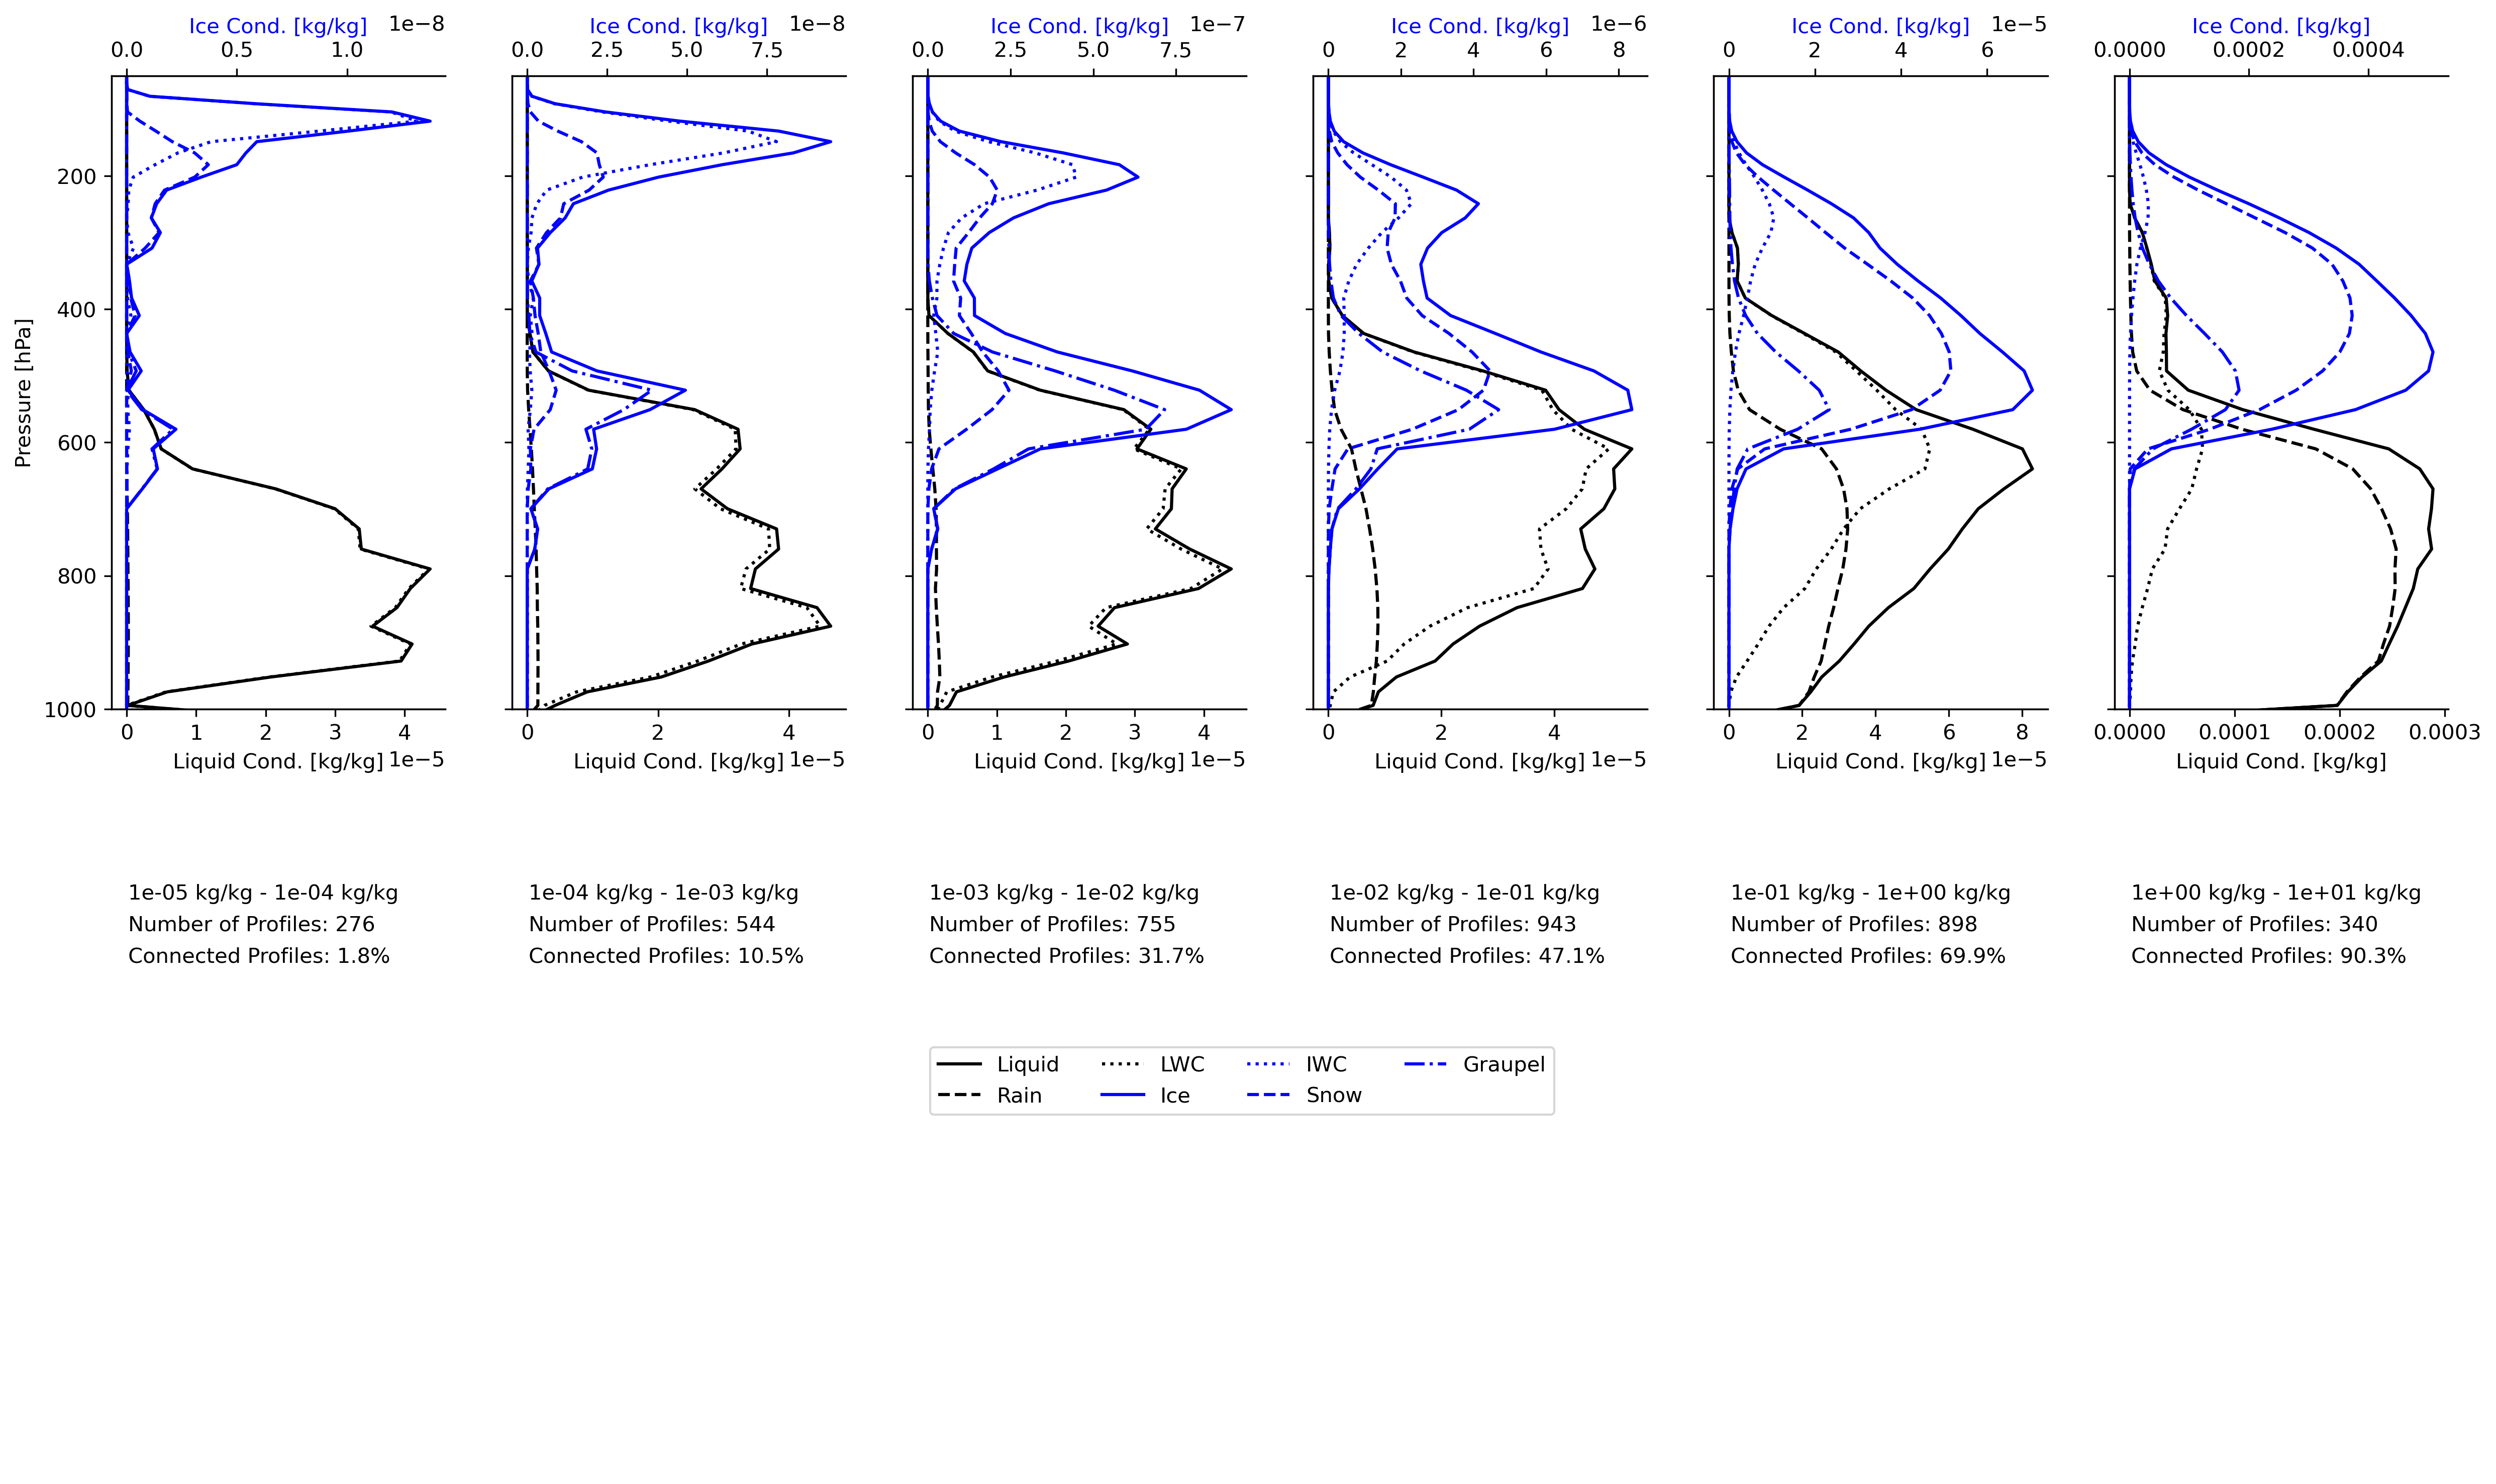 Ice Cond. [kg/kg] 1e−8 Ice Cond. [kg/kg] 1e−8 Ice Cond. [kg/kg] 1e−7 Ice Cond. [kg/kg] 1e−6 Ice Cond. [kg/kg] 1e−5 Ice Cond. [kg/kg]
0.0 0.5 1.0 0.0 2.5 5.0 7.5 0.0 2.5 5.0 7.5 0 2 4 6 8 0 2 4 6 0.0000 0.0002 0.0004
Pressure [hPa]
200
400
600
800
1000
0 1 2 3 4 0 2 4 0 1 2 3 4 0 2 4 0 2 4 6 8 0.0000 0.0001 0.0002 0.0003
Liquid Cond. [kg/kg] 1e−5 Liquid Cond. [kg/kg] 1e−5 Liquid Cond. [kg/kg] 1e−5 Liquid Cond. [kg/kg] 1e−5 Liquid Cond. [kg/kg] 1e−5 Liquid Cond. [kg/kg]
1e-05 kg/kg - 1e-04 kg/kg 1e-04 kg/kg - 1e-03 kg/kg 1e-03 kg/kg - 1e-02 kg/kg 1e-02 kg/kg - 1e-01 kg/kg 1e-01 kg/kg - 1e+00 kg/kg 1e+00 kg/kg - 1e+01 kg/kg
Number of Profiles: 276 Number of Profiles: 544 Number of Profiles: 755 Number of Profiles: 943 Number of Profiles: 898 Number of Profiles: 340
Connected Profiles: 1.8% Connected Profiles: 10.5% Connected Profiles: 31.7% Connected Profiles: 47.1% Connected Profiles: 69.9% Connected Profiles: 90.3%
Liquid LWC IWC Graupel
Rain Ice Snow